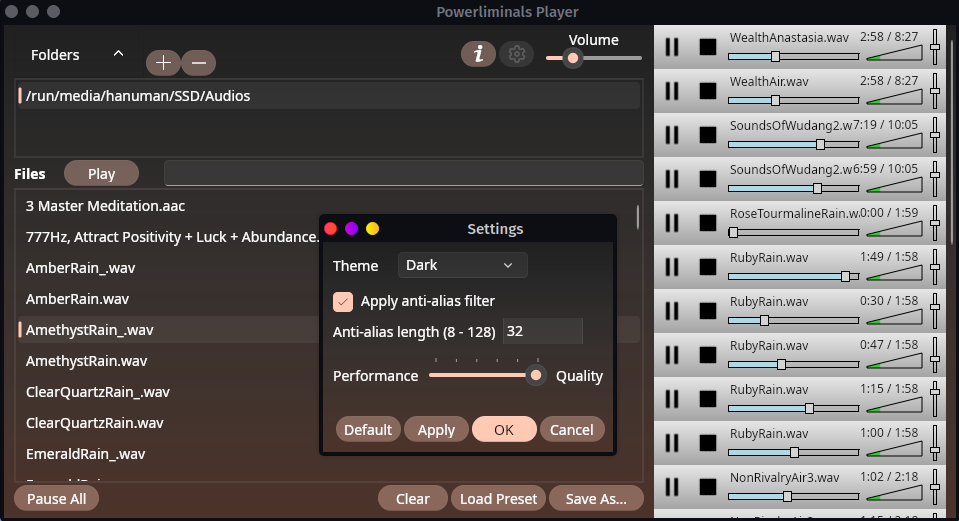 Powerliminals Player
Folders
Volume
/run/media/hanuman/SSD/Audios
Files
Play
3 Master Meditation.aac
777Hz, Attract Positivity + Luck + Abundance.
AmberRain_.wav
AmberRain.wav
AmethystRain_.wav
AmethystRain.wav
ClearQuartzRain_.wav
ClearQuartzRain.wav
EmeraldRain_.wav
Pause All
Clear
Load Preset
Save As...
Settings
Theme
Dark
Apply anti-alias filter
Anti-alias length (8 - 128) 32
Performance
Quality
Default
Apply
OK
Cancel
WealthAnastasia.wav 2:58 / 8:27
WealthAir.wav 2:58 / 8:27
SoundsOfWudang2.w 7:19 / 10:05
SoundsOfWudang2.w 6:59 / 10:05
RoseTourmalineRain.w 0:00 / 1:59
RubyRain.wav 1:49 / 1:58
RubyRain.wav 0:30 / 1:58
RubyRain.wav 0:47 / 1:58
RubyRain.wav 1:15 / 1:58
RubyRain.wav 1:00 / 1:58
NonRivalryAir3.wav 1:02 / 2:18